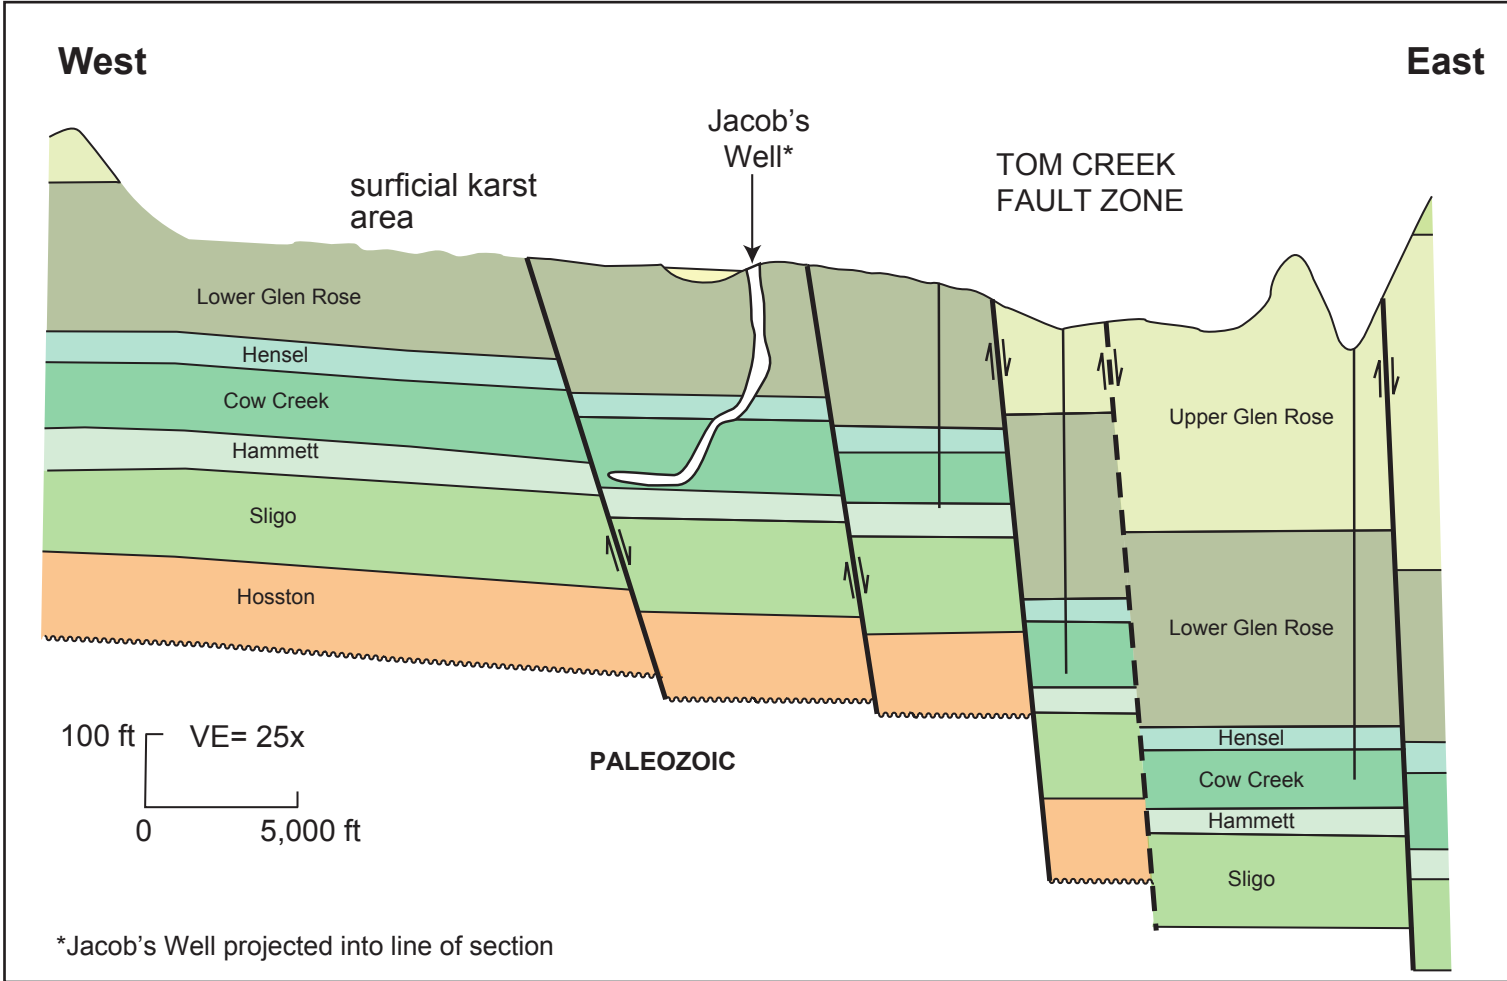 West
East
Jacob's
Well*
TOM CREEK
FAULT ZONE
surficial karst
area
Lower Glen Rose
Hensel
Cow Creek
Hammett
Sligo
Hosston
Upper Glen Rose
Lower Glen Rose
Hensel
Cow Creek
Hammett
Sligo
100 ft
VE= 25x
0
5,000 ft
PALEOZOIC
*Jacob's Well projected into line of section